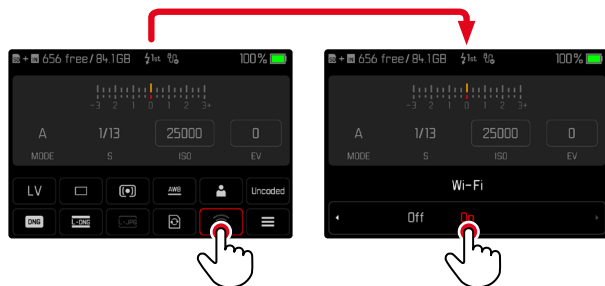 + IN 656 free/84.1GB 1st 100%
-3 2 1 0 1 2 3+
A 1/13 25000 0
MODE S ISO EV
LV AWB Uncoded
DNG L-DNG L-JPG
+ IN 656 free/84.1GB 1st 100%
-3 2 1 0 1 2 3+
A 1/13 25000 0
MODE S ISO EV
Wi-Fi
Off On